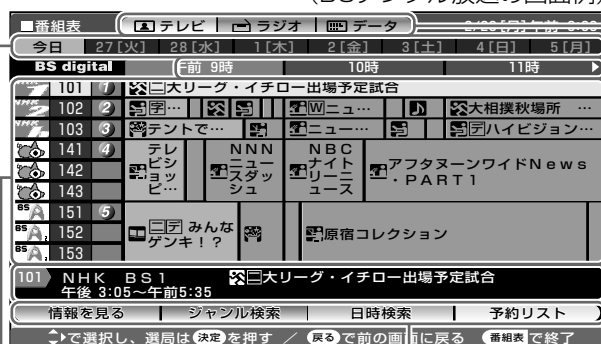 (BSデジタル放送の画面例)
■番組表 テレビ ラジオ データ
今日 27[火] 28[水] 1[木] 2[金] 3[土] 4[日] 5[月]
BS digital 午前 9時 10時 11時
101 1 二大リーグ・イチロー出場予定試合
102 2 字… Wニュ… 大相撲秋場所 …
103 3 テントで… ニュー… デハイビジョン…
141 4 テレビショッピ… NNNニュースダッシュ NBCナイトリーニュース アフタヌーンワイドNews・PART1
142
143
151 5 二デ みんなゲンキ!? 原宿コレクション
152
153
101 NHK BS1 二大リーグ・イチロー出場予定試合
午後 3:05～午前5:35
情報を見る ジャンル検索 日時検索 予約リスト
で選択し、選局は 決定 を押す / 戻る で前の画面に戻る 番組表 で終了